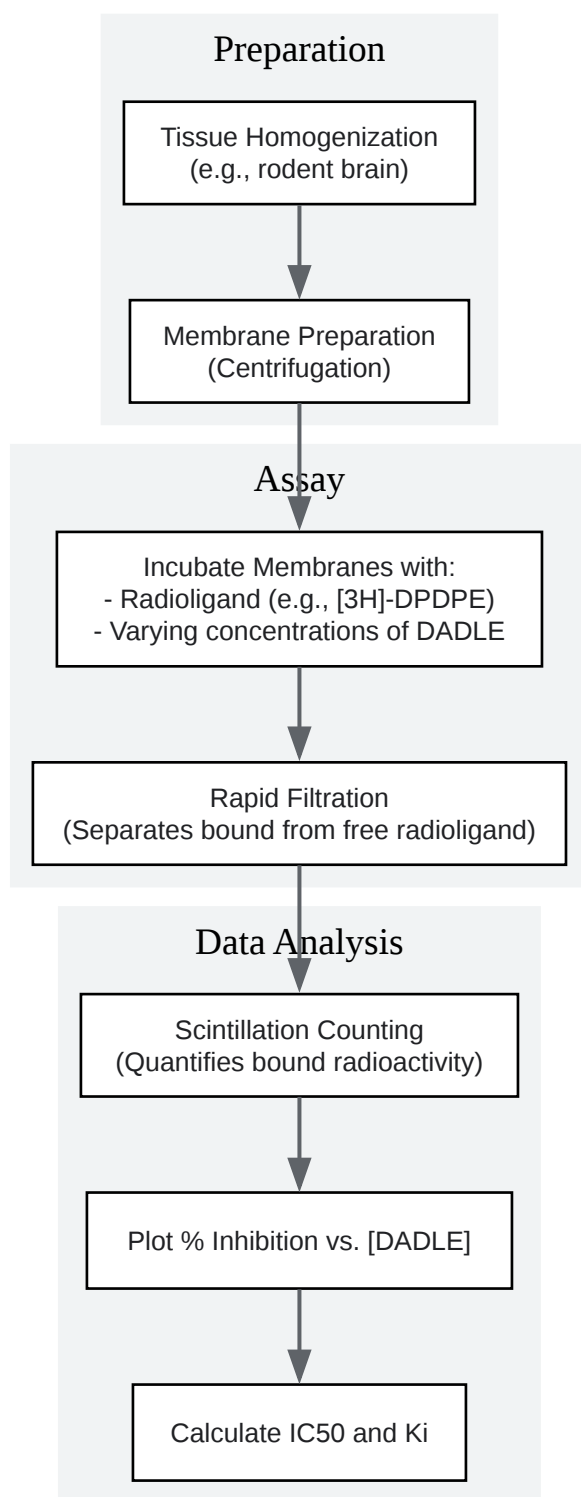 Preparation
Tissue Homogenization
(e.g., rodent brain)
Membrane Preparation
(Centrifugation)
Assay
Incubate Membranes with:
- Radioligand (e.g., [3H]-DPDPE)
- Varying concentrations of DADLE
Rapid Filtration
(Separates bound from free radioligand)
Data Analysis
Scintillation Counting
(Quantifies bound radioactivity)
Plot % Inhibition vs. [DADLE]
Calculate IC50 and Ki